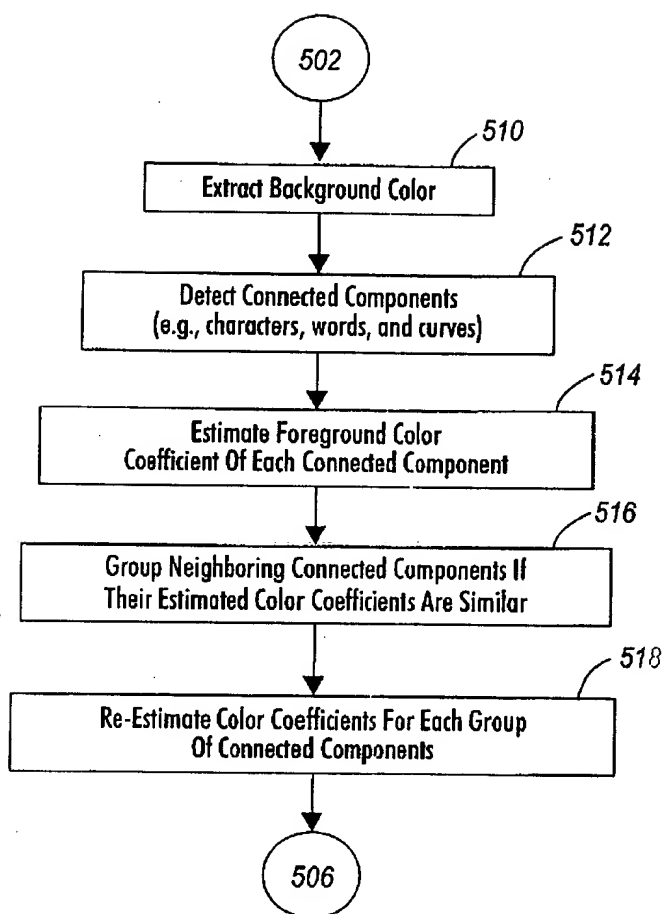 502
510
Extract Background Color
512
Detect Connected Components
(e.g., characters, words, and curves)
514
Estimate Foreground Color
Coefficient Of Each Connected Component
516
Group Neighboring Connected Components If
Their Estimated Color Coefficients Are Similar
518
Re-Estimate Color Coefficients For Each Group
Of Connected Components
506